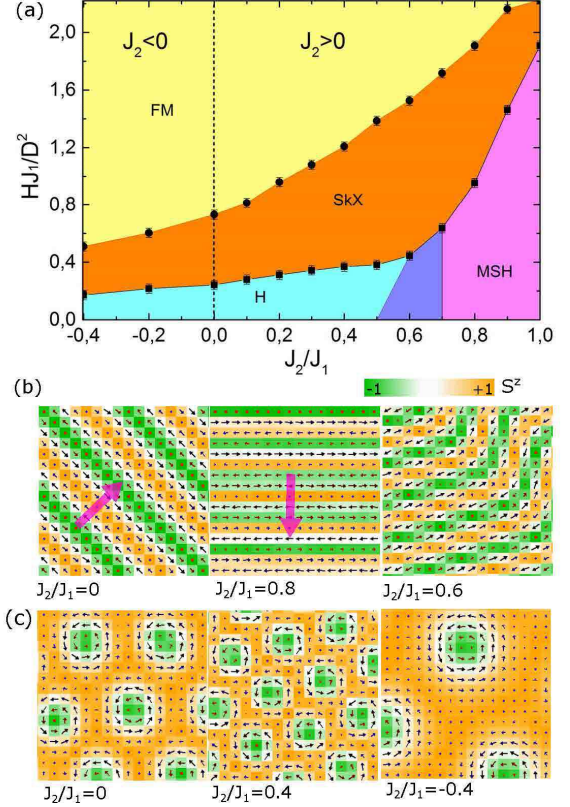 (a)
J₂<0
J₂>0
FM
SkX
H
MSH
HJ₁/D²
2,0
1,6
1,2
0,8
0,4
0,0
-0,4
-0,2
0,0
0,2
0,4
0,6
0,8
1,0
J₂/J₁
(b)
-1
+1
Sᶻ
J₂/J₁=0
J₂/J₁=0.8
J₂/J₁=0.6
(c)
J₂/J₁=0
J₂/J₁=0.4
J₂/J₁=-0.4